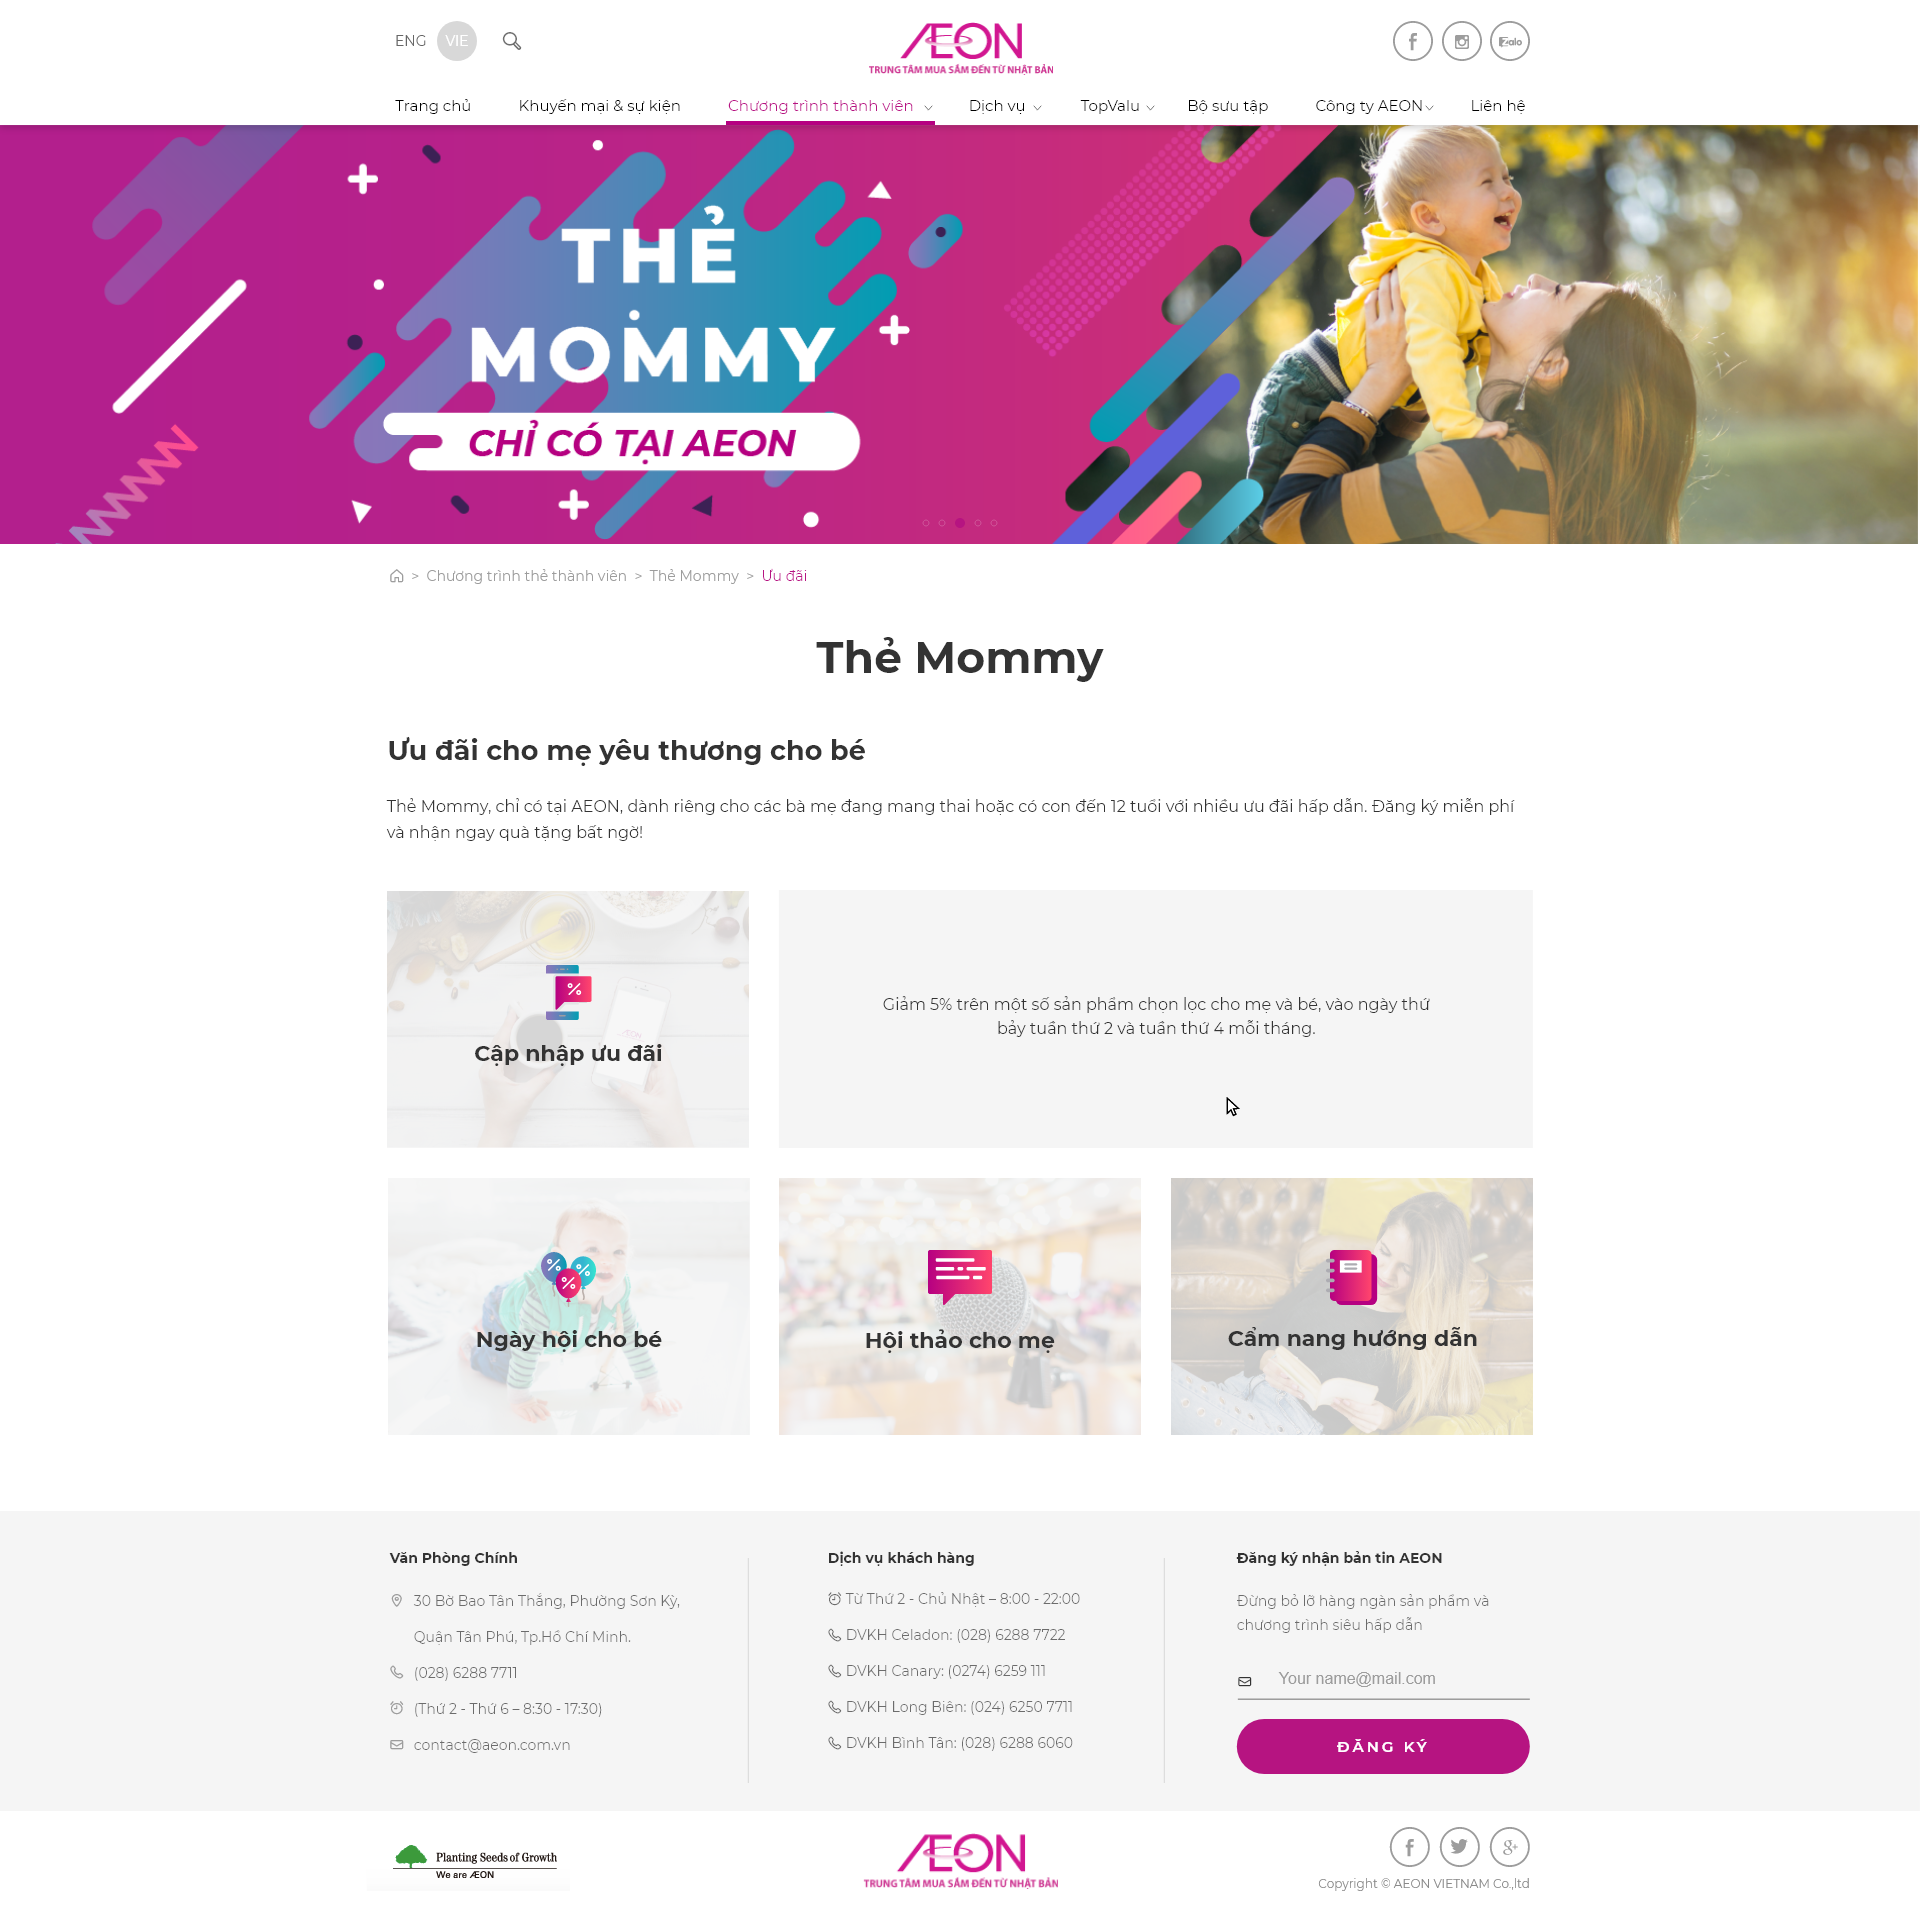 ENG VIE
ÆON
TRUNG TÂM MUA SẮM ĐẾN TỪ NHẬT BẢN
Zalo
Trang chủ Khuyến mại & sự kiện Chương trình thành viên Dịch vụ TopValu Bộ sưu tập Công ty AEON Liên hệ
THẺ
MOMMY
CHỈ CÓ TẠI AEON
> Chương trình thẻ thành viên > Thẻ Mommy > Ưu đãi
Thẻ Mommy
Ưu đãi cho mẹ yêu thương cho bé
Thẻ Mommy, chỉ có tại AEON, dành riêng cho các bà mẹ đang mang thai hoặc có con đến 12 tuổi với nhiều ưu đãi hấp dẫn. Đăng ký miễn phí
và nhận ngay quà tặng bất ngờ!
Cập nhập ưu đãi
Giảm 5% trên một số sản phẩm chọn lọc cho mẹ và bé, vào ngày thứ
bảy tuần thứ 2 và tuần thứ 4 mỗi tháng.
Ngày hội cho bé
Hội thảo cho mẹ
Cẩm nang hướng dẫn
Văn Phòng Chính
30 Bờ Bao Tân Thắng, Phường Sơn Kỳ,
Quận Tân Phú, Tp.Hồ Chí Minh.
(028) 6288 7711
(Thứ 2 - Thứ 6 – 8:30 - 17:30)
contact@aeon.com.vn
Dịch vụ khách hàng
Từ Thứ 2 - Chủ Nhật – 8:00 - 22:00
DVKH Celadon: (028) 6288 7722
DVKH Canary: (0274) 6259 111
DVKH Long Biên: (024) 6250 7711
DVKH Bình Tân: (028) 6288 6060
Đăng ký nhận bản tin AEON
Đừng bỏ lỡ hàng ngàn sản phẩm và
chương trình siêu hấp dẫn
Your name@mail.com
ĐĂNG KÝ
Planting Seeds of Growth
We are ÆON
ÆON
TRUNG TÂM MUA SẮM ĐẾN TỪ NHẬT BẢN
Copyright © AEON VIETNAM Co.,ltd